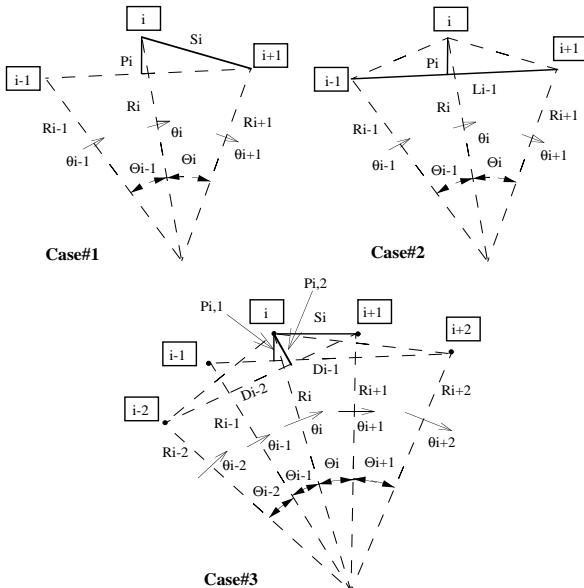 i
Si
i-1
Pi
i+1
Ri
Ri-1
Ri+1
θi
θi-1
θi+1
Θi-1
Θi
Case#1
i
i-1
Pi
i+1
Li-1
Ri
Ri-1
Ri+1
θi
θi-1
θi+1
Θi-1
Θi
Case#2
Pi,1
i
Pi,2
Si
i+1
i+2
i-1
Di-1
Di-2
i-2
Ri
Ri-1
Ri+1
Ri+2
Ri-2
θi
θi-1
θi+1
θi+2
θi-2
Θi-2
Θi-1
Θi
Θi+1
Case#3